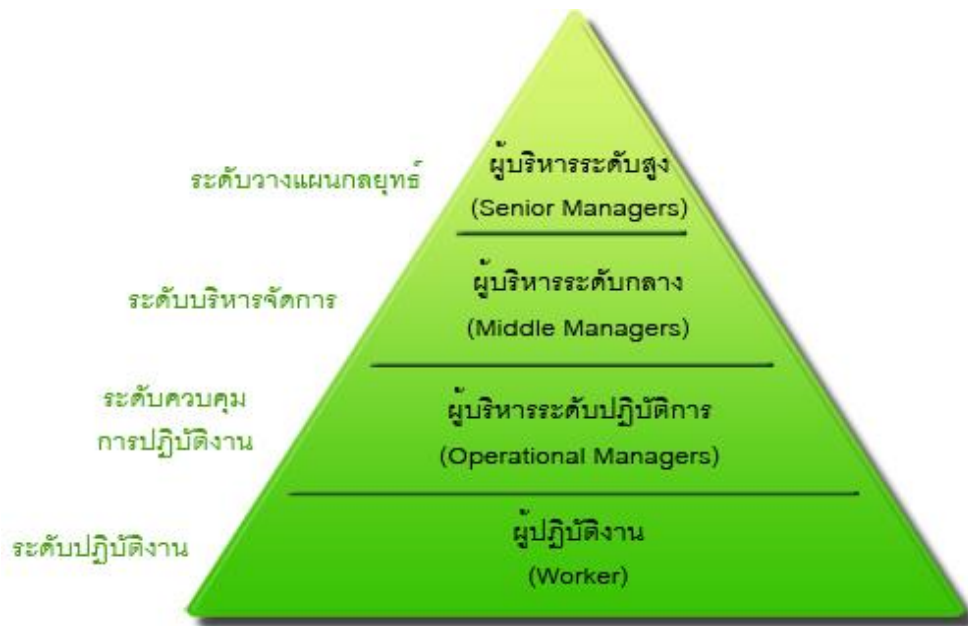 ผู้บริหารระดับสูง
(Senior Managers)
ระดับวางแผนกลยุทธ์
ผู้บริหารระดับกลาง
(Middle Managers)
ระดับบริหารจัดการ
ผู้บริหารระดับปฏิบัติการ
(Operational Managers)
ระดับควบคุม
การปฏิบัติงาน
ผู้ปฏิบัติงาน
(Worker)
ระดับปฏิบัติงาน